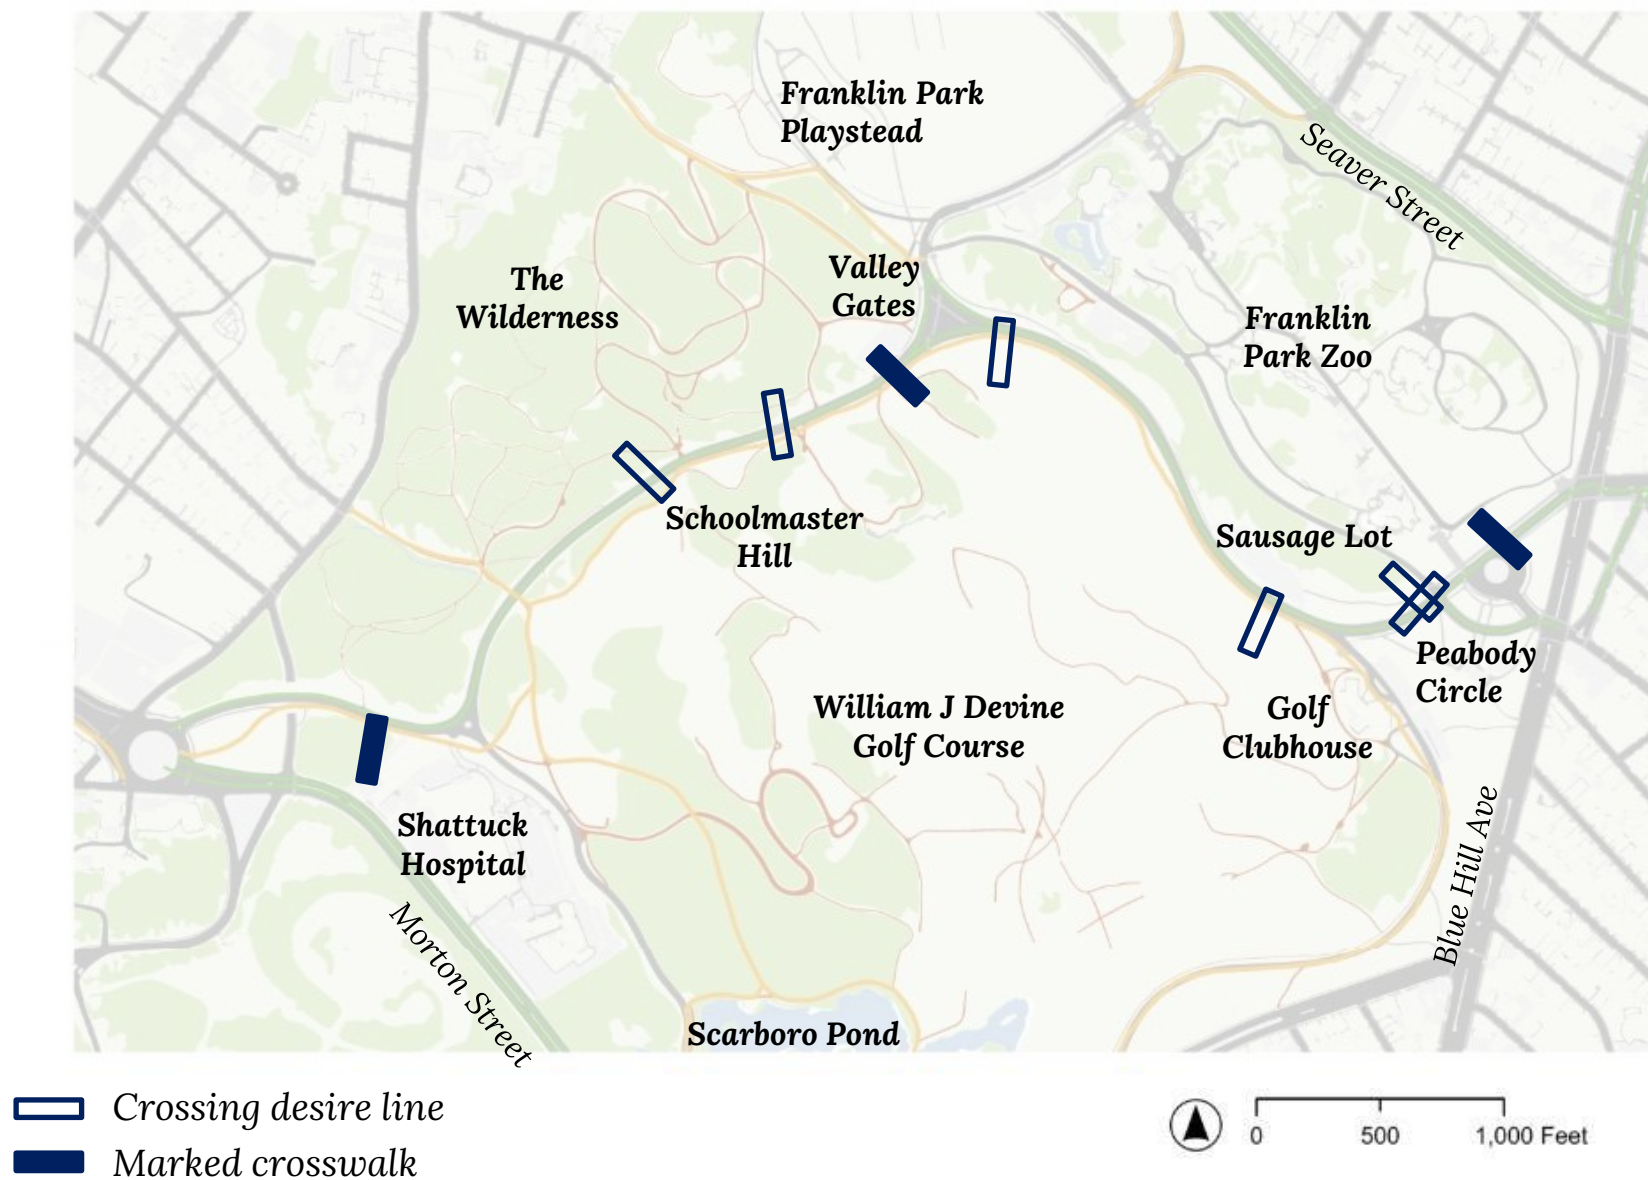 Franklin Park
Playstead
Seaver Street
Valley
Gates
The
Wilderness
Franklin
Park Zoo
Schoolmaster
Hill
Sausage Lot
Peabody
Circle
William J Devine
Golf Course
Golf
Clubhouse
Shattuck
Hospital
Blue Hill Ave
Morton Street
Scarboro Pond
Crossing desire line
Marked crosswalk
0 500 1,000 Feet